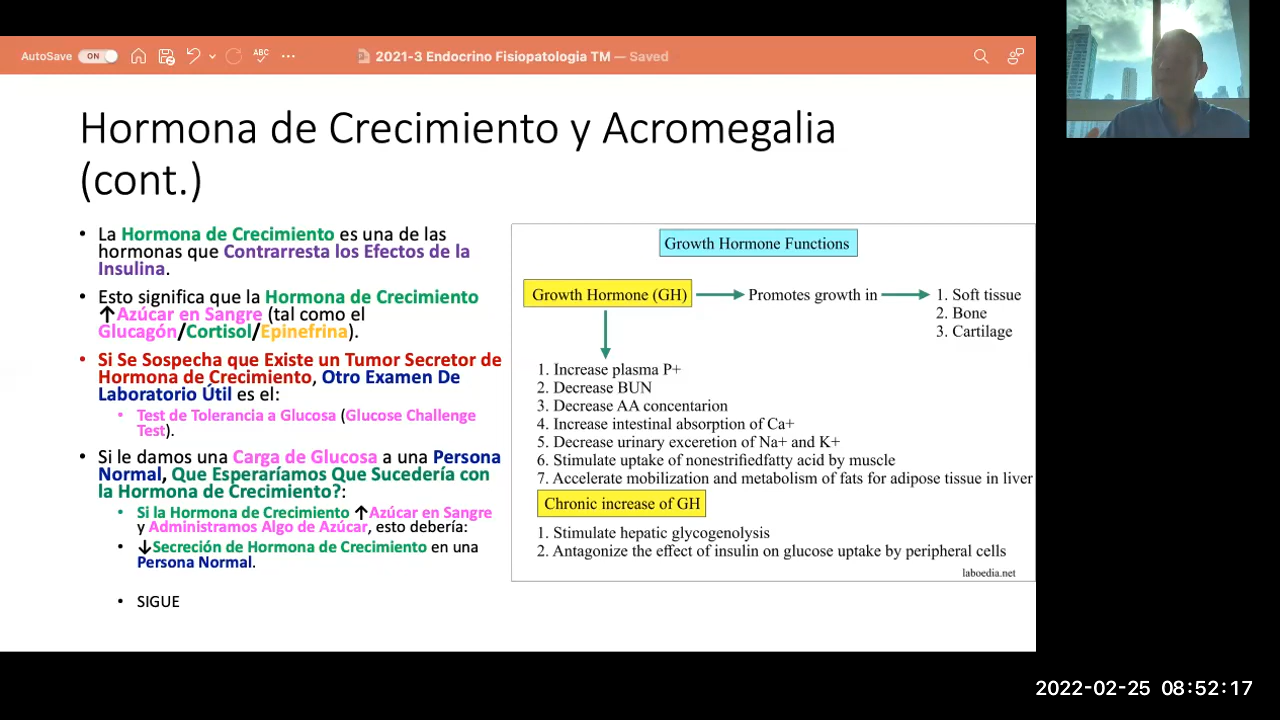 AutoSave ON ABC ... 2021-3 Endocrino Fisiopatologia TM — Saved
Hormona de Crecimiento y Acromegalia
(cont.)
• La Hormona de Crecimiento es una de las
hormonas que Contrarresta los Efectos de la
Insulina.
• Esto significa que la Hormona de Crecimiento
↑Azúcar en Sangre (tal como el
Glucagón/Cortisol/Epinefrina).
• Si Se Sospecha que Existe un Tumor Secretor de
Hormona de Crecimiento, Otro Examen De
Laboratorio Útil es el:
• Test de Tolerancia a Glucosa (Glucose Challenge
Test).
• Si le damos una Carga de Glucosa a una Persona
Normal, Que Esperaríamos Que Sucedería con
la Hormona de Crecimiento?:
• Si la Hormona de Crecimiento ↑Azúcar en Sangre
y Administramos Algo de Azúcar, esto debería:
• ↓Secreción de Hormona de Crecimiento en una
Persona Normal.
• SIGUE
Growth Hormone Functions
Growth Hormone (GH) Promotes growth in 1. Soft tissue
2. Bone
3. Cartilage
1. Increase plasma P+
2. Decrease BUN
3. Decrease AA concentarion
4. Increase intestinal absorption of Ca+
5. Decrease urinary exceretion of Na+ and K+
6. Stimulate uptake of nonestrifiedfatty acid by muscle
7. Accelerate mobilization and metabolism of fats for adipose tissue in liver
Chronic increase of GH
1. Stimulate hepatic glycogenolysis
2. Antagonize the effect of insulin on glucose uptake by peripheral cells
laboedia.net
2022-02-25 08:52:17